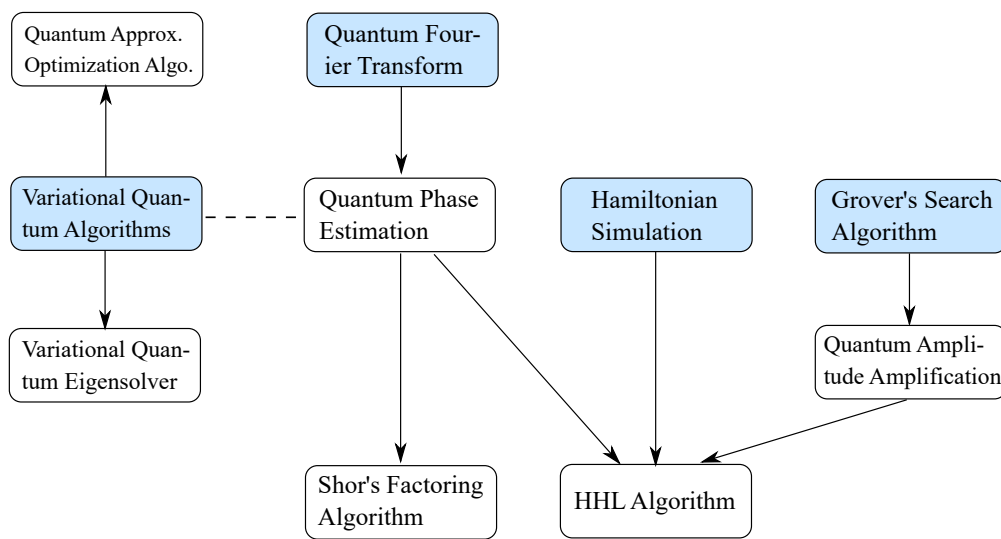 Quantum Approx.
Optimization Algo.
Quantum Four-
ier Transform
Variational Quan-
tum Algorithms
Quantum Phase
Estimation
Hamiltonian
Simulation
Grover's Search
Algorithm
Variational Quan-
tum Eigensolver
Quantum Ampli-
tude Amplification
Shor's Factoring
Algorithm
HHL Algorithm